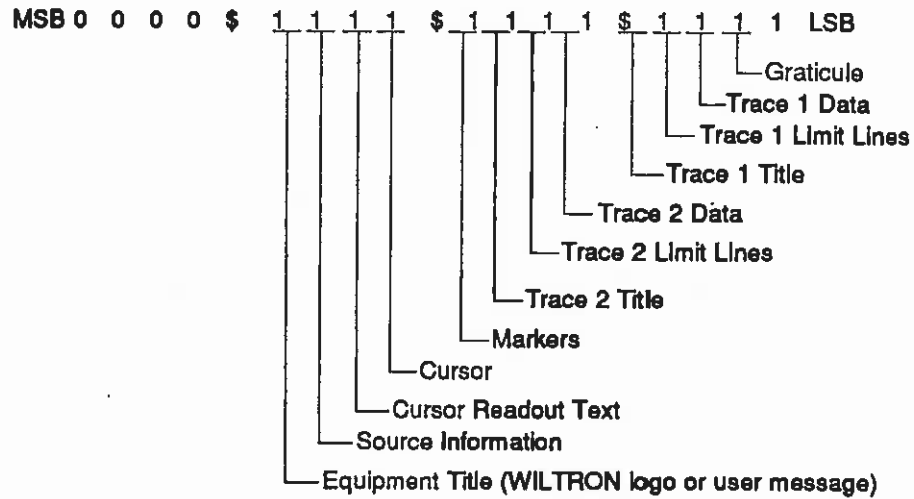 MSB 0 0 0 0 $ 1 1 1 1 $ 1 1 1 1 $ 1 1 1 1 LSB
Graticule
Trace 1 Data
Trace 1 Limit Lines
Trace 1 Title
Trace 2 Data
Trace 2 Limit Lines
Trace 2 Title
Markers
Cursor
Cursor Readout Text
Source Information
Equipment Title (WILTRON logo or user message)